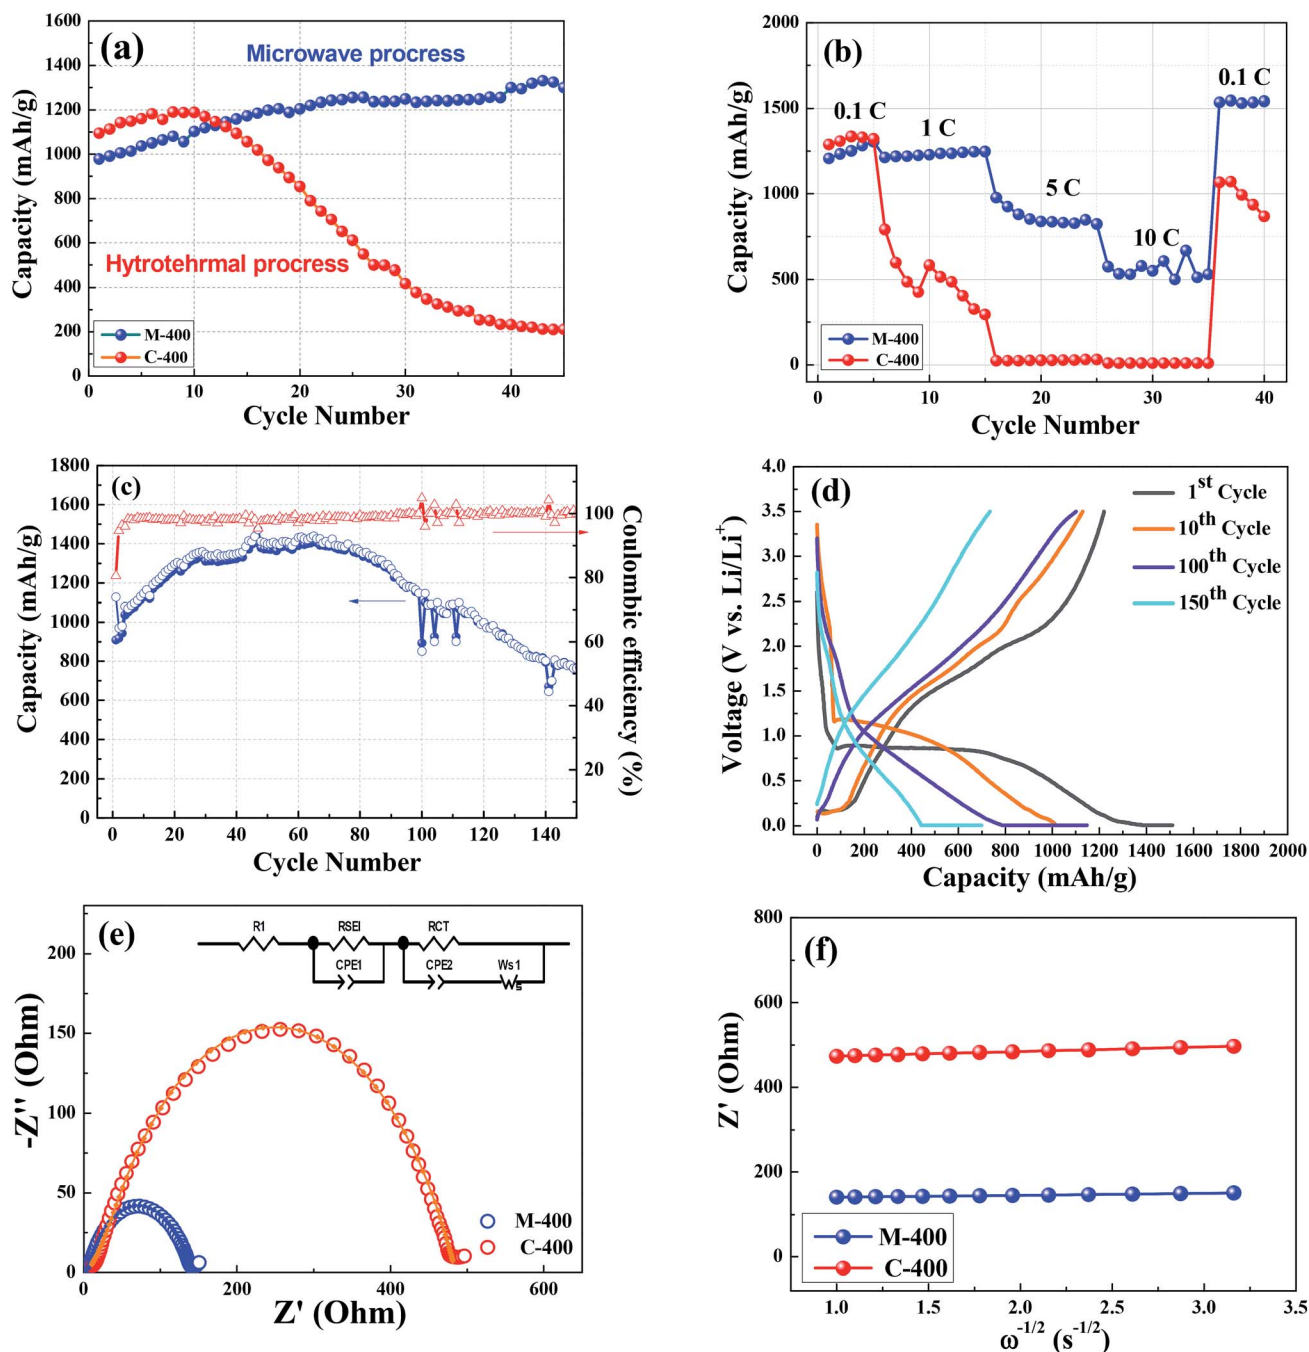 (a)
Microwave procress
Hytrotehrmal procress
M-400
C-400
1600
1400
1200
1000
800
600
400
200
0
0 10 20 30 40
Capacity (mAh/g)
Cycle Number
(b)
0.1 C
1 C
5 C
10 C
0.1 C
M-400
C-400
2000
1500
1000
500
0
0 10 20 30 40
Capacity (mAh/g)
Cycle Number
(c)
1800
1600
1400
1200
1000
800
600
400
200
0
0 20 40 60 80 100 120 140
100
80
60
40
20
Capacity (mAh/g)
Coulombic efficiency (%)
Cycle Number
(d)
1st Cycle
10th Cycle
100th Cycle
150th Cycle
4.0
3.5
3.0
2.5
2.0
1.5
1.0
0.5
0.0
0 200 400 600 800 1000 1200 1400 1600 1800 2000
Voltage (V vs. Li/Li+)
Capacity (mAh/g)
(e)
R1 RSEI RCT
CPE1 CPE2 Ws1
M-400
C-400
200
150
100
50
0
0 200 400 600
-Z'' (Ohm)
Z' (Ohm)
(f)
M-400
C-400
800
600
400
200
0
1.0 1.5 2.0 2.5 3.0 3.5
Z' (Ohm)
ω-1/2 (s-1/2)